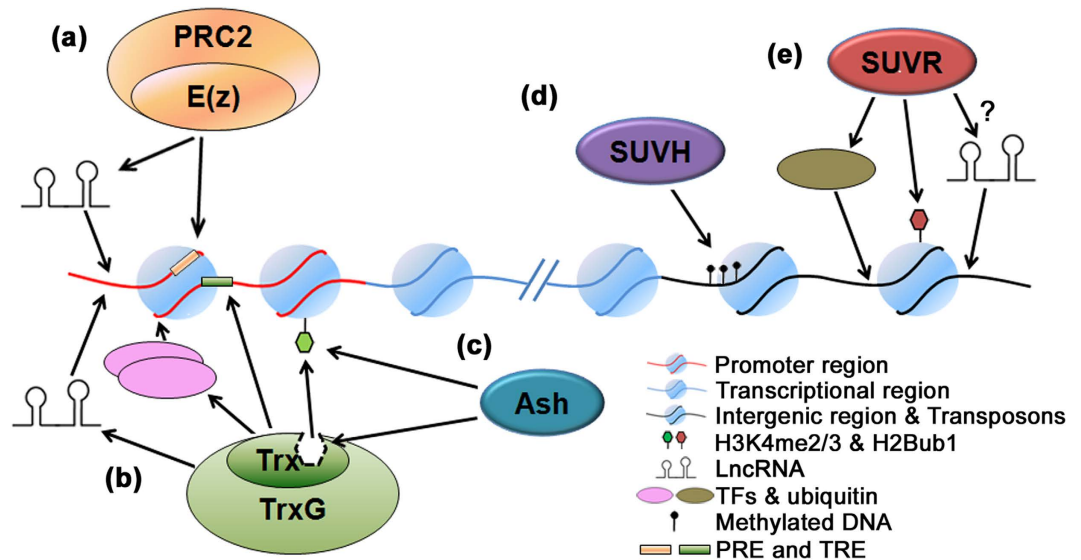 (a)
PRC2
E(z)
(d)
SUVH
(e)
SUVR
?
(c)
Ash
(b)
Trx
TrxG
Promoter region
Transcriptional region
Intergenic region & Transposons
H3K4me2/3 & H2Bub1
LncRNA
TFs & ubiquitin
Methylated DNA
PRE and TRE